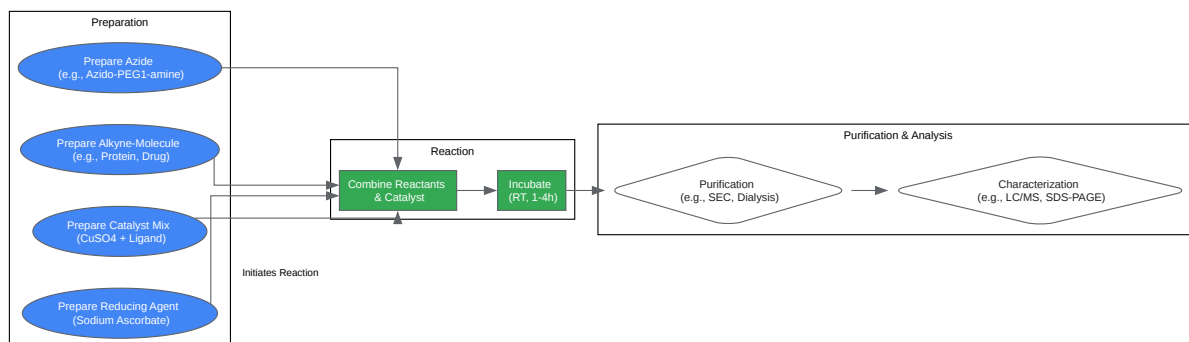 Preparation
Prepare Azide
(e.g., Azido-PEG1-amine)
Prepare Alkyne-Molecule
(e.g., Protein, Drug)
Prepare Catalyst Mix
(CuSO4 + Ligand)
Prepare Reducing Agent
(Sodium Ascorbate)
Initiates Reaction
Reaction
Combine Reactants
& Catalyst
Incubate
(RT, 1-4h)
Purification & Analysis
Purification
(e.g., SEC, Dialysis)
Characterization
(e.g., LC/MS, SDS-PAGE)